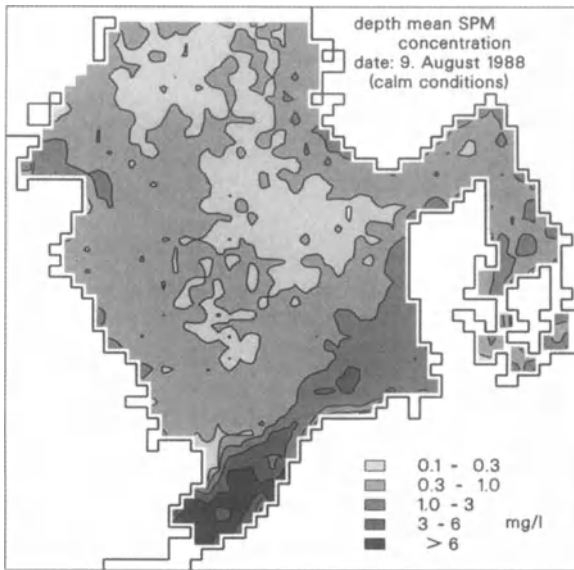 depth mean SPM
concentration
date: 9. August 1988
(calm conditions)
0.1 - 0.3
0.3 - 1.0
1.0 - 3
3 - 6 mg/l
> 6